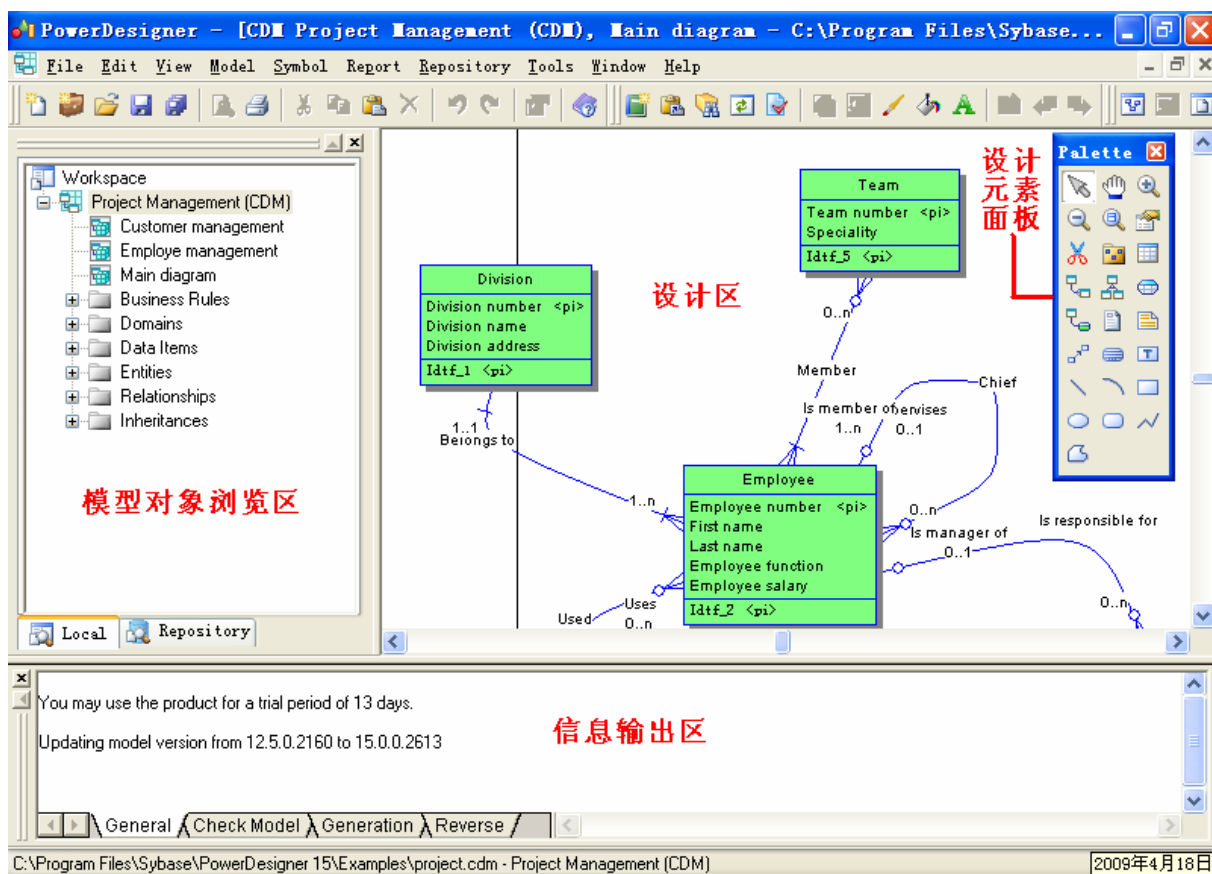 PowerDesigner - [CDM Project Management (CDM), Main diagram - C:\Program Files\Sybase...
File Edit View Model Symbol Report Repository Tools Window Help
Workspace
Project Management (CDM)
Customer management
Employe management
Main diagram
Business Rules
Domains
Data Items
Entities
Relationships
Inheritances
模型对象浏览区
Local
Repository
设计区
设计元素面板
Palette
Team
Team number <pi>
Speciality
Idtf_5 <pi>
Division
Division number <pi>
Division name
Division address
Idtf_1 <pi>
0..n
Member
Chief
Is member of
ervises
1..n
0..1
1..1
Belongs to
1..n
Employee
Employee number <pi>
First name
Last name
Employee function
Employee salary
Idtf_2 <pi>
0..n
Is manager of
0..1
Is responsible for
0..n
Used
Uses
0..n
You may use the product for a trial period of 13 days.
Updating model version from 12.5.0.2160 to 15.0.0.2613
信息输出区
General
Check Model
Generation
Reverse
C:\Program Files\Sybase\PowerDesigner 15\Examples\project.cdm - Project Management (CDM)
2009年4月18日